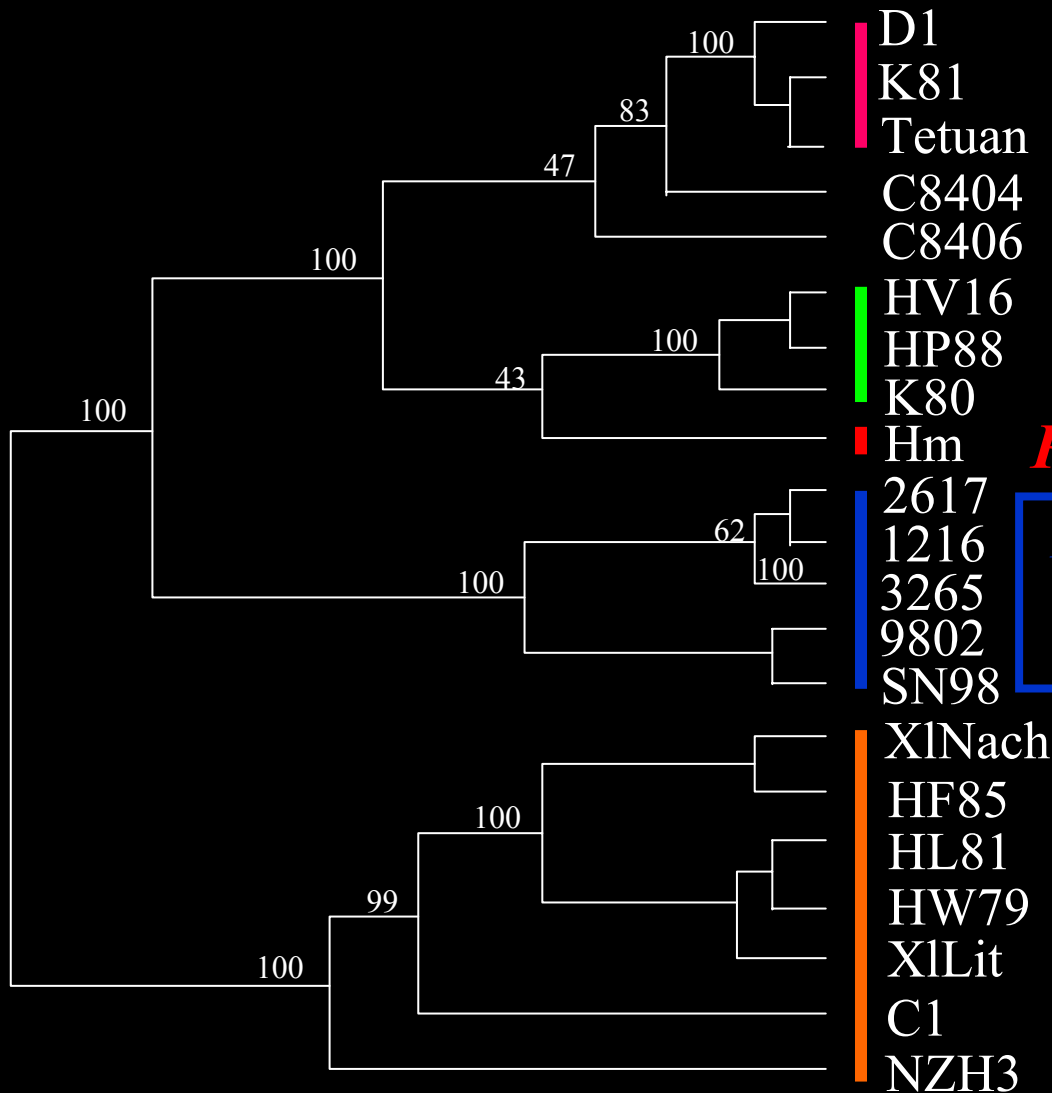 100
D1
K81
83
Tetuan
47
C8404
C8406
100
HV16
100
HP88
43
K80
100
Hm
2617
62
1216
100
100
3265
9802
SN98
XlNach
100
HF85
HL81
99
HW79
XlLit
100
C1
NZH3